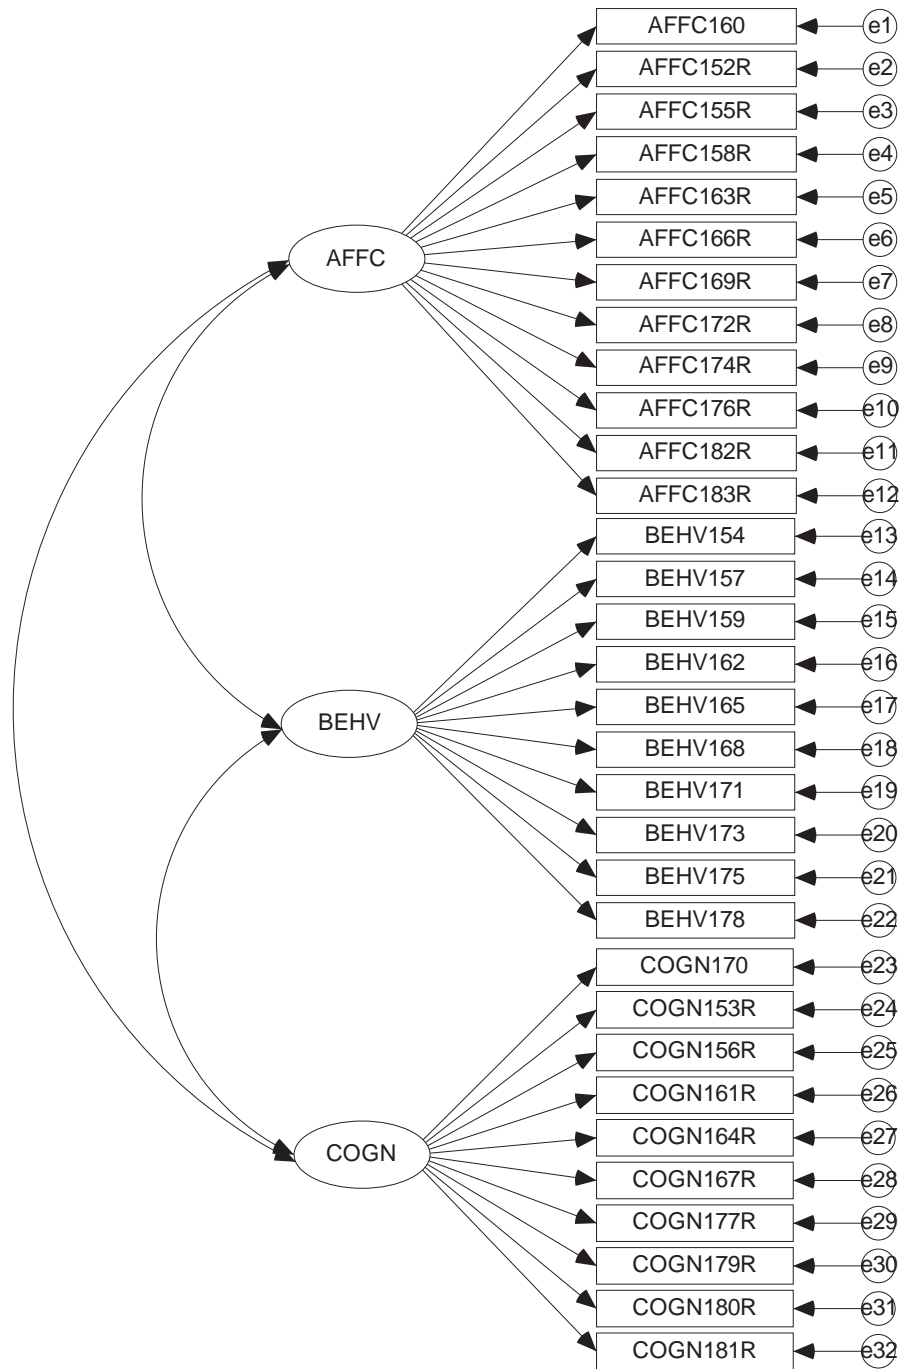 AFFC160 e1
AFFC152R e2
AFFC155R e3
AFFC158R e4
AFFC163R e5
AFFC166R e6
AFFC
AFFC169R e7
AFFC172R e8
AFFC174R e9
AFFC176R e10
AFFC182R e11
AFFC183R e12
BEHV154 e13
BEHV157 e14
BEHV159 e15
BEHV162 e16
BEHV165 e17
BEHV
BEHV168 e18
BEHV171 e19
BEHV173 e20
BEHV175 e21
BEHV178 e22
COGN170 e23
COGN153R e24
COGN156R e25
COGN161R e26
COGN164R e27
COGN
COGN167R e28
COGN177R e29
COGN179R e30
COGN180R e31
COGN181R e32